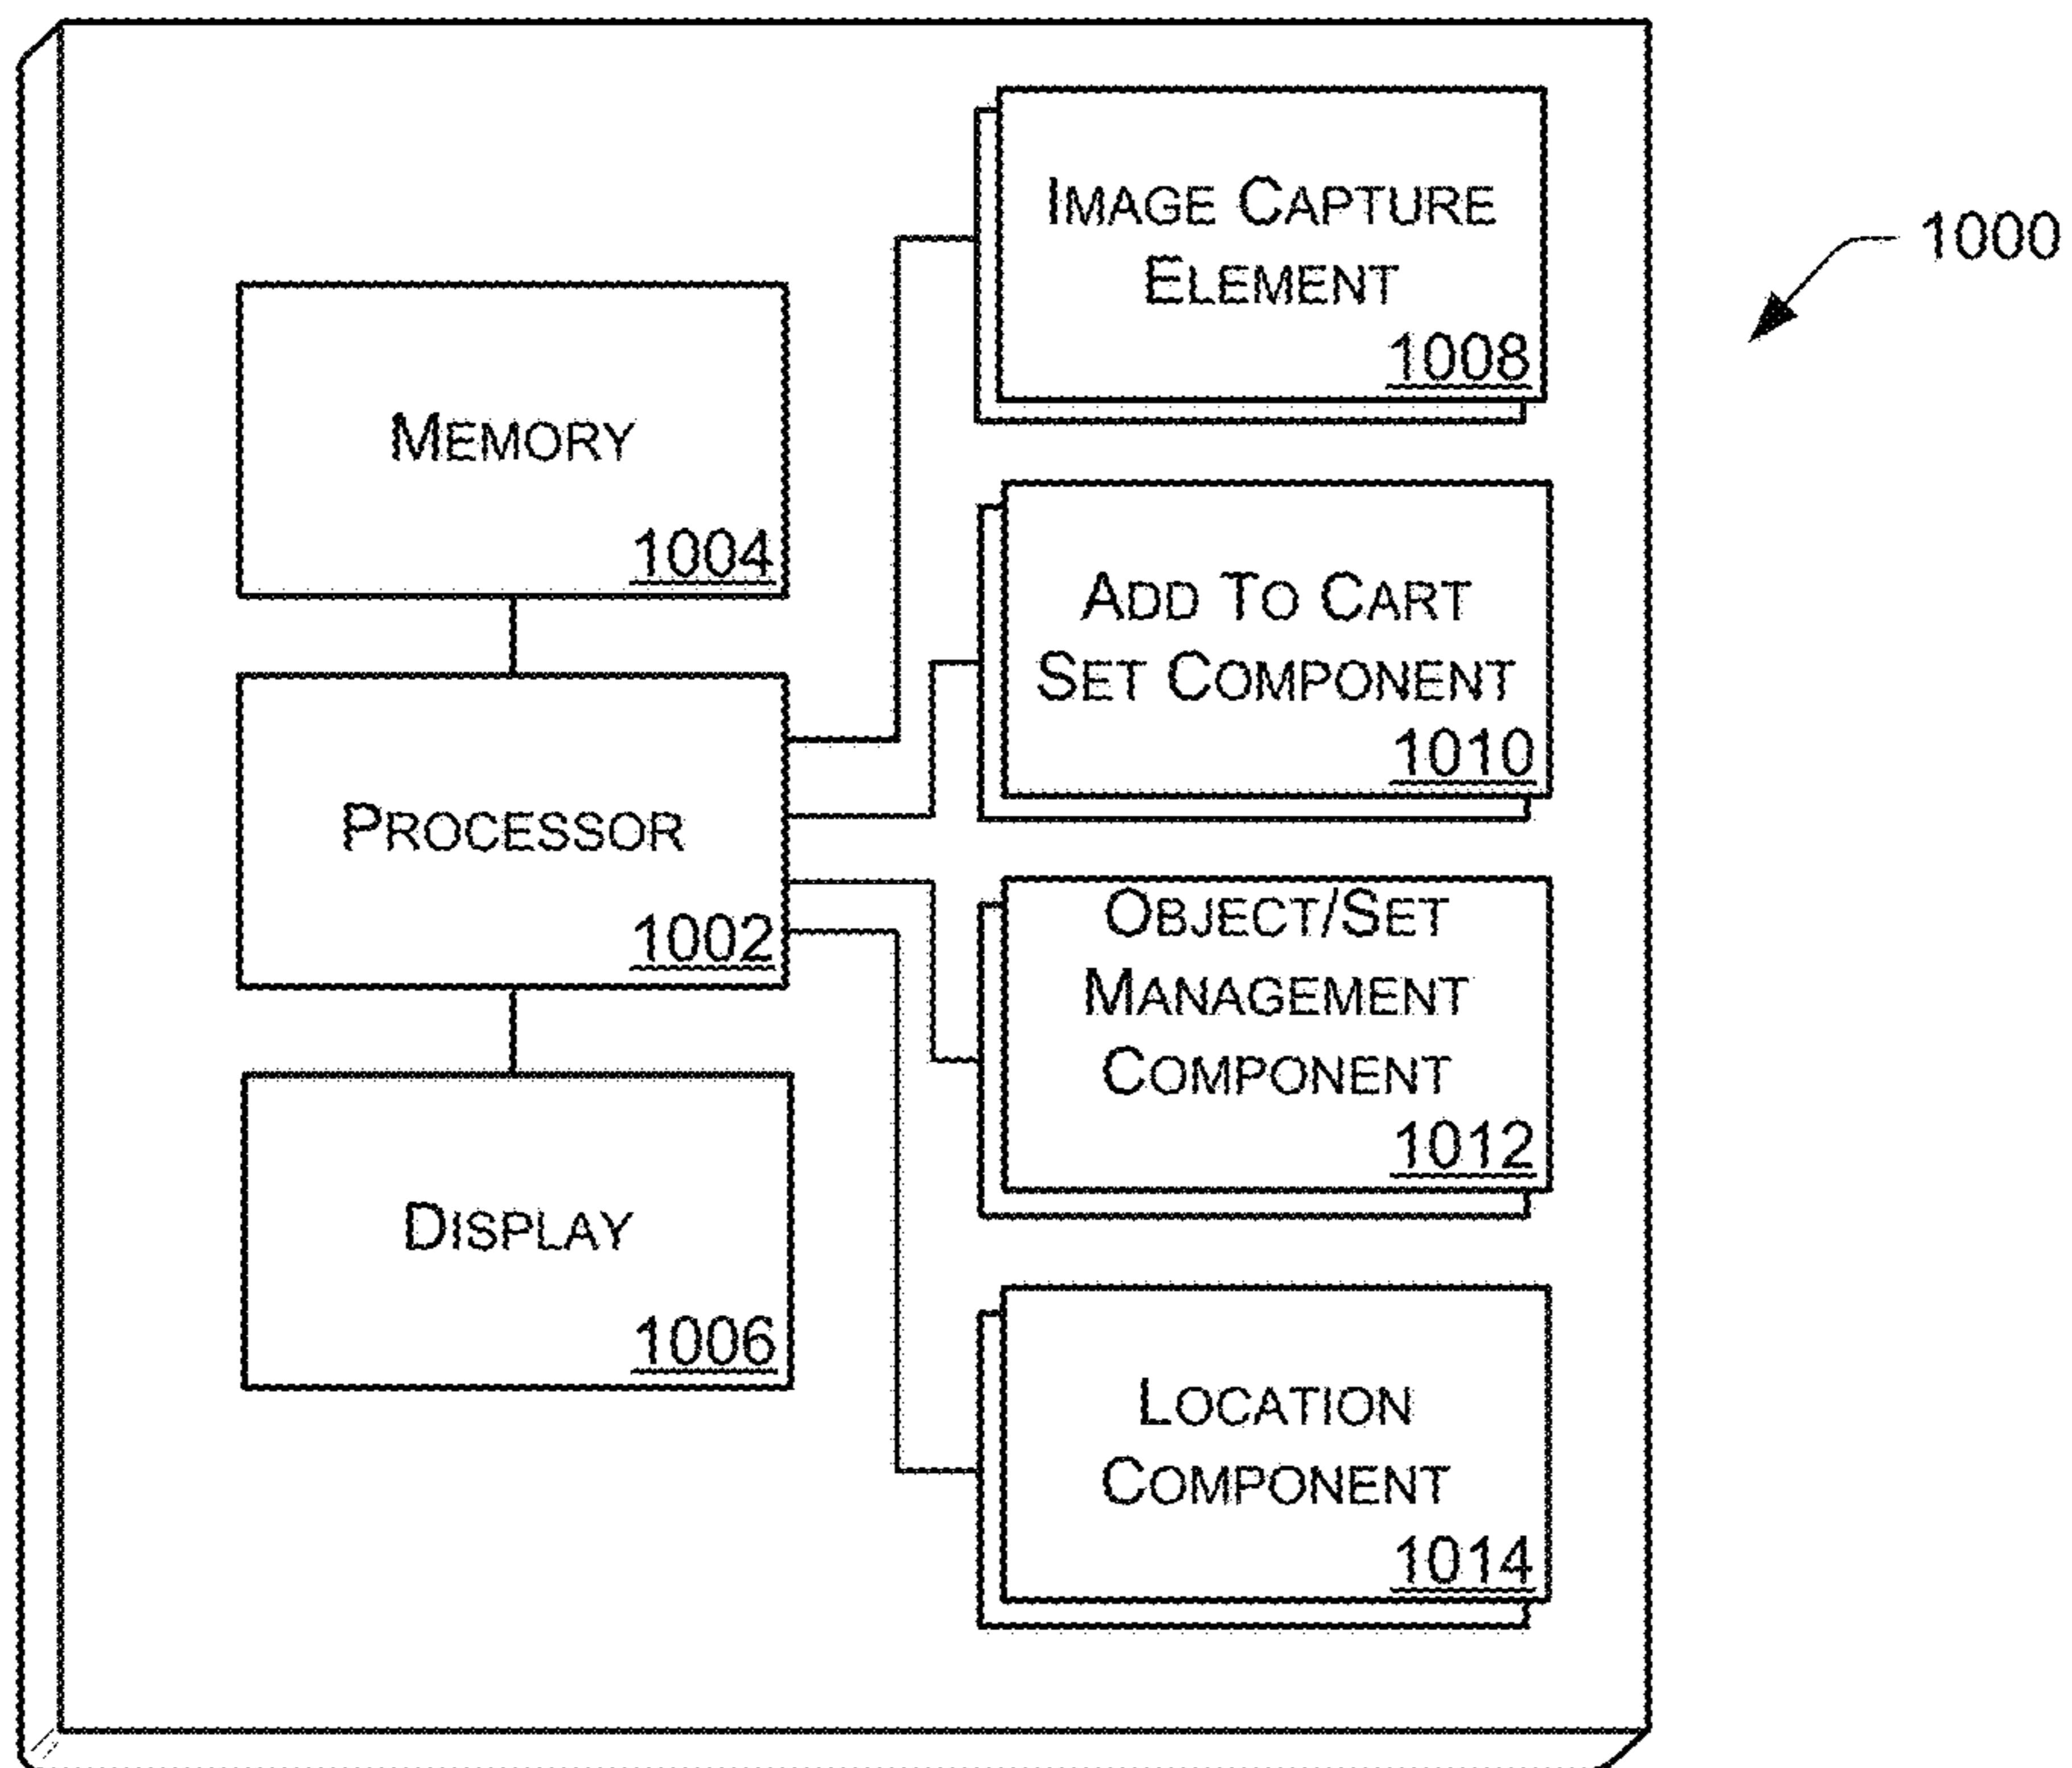 IMAGE CAPTURE
ELEMENT
1008
1000
MEMORY
1004
ADD TO CART
SET COMPONENT
1010
PROCESSOR
1002
OBJECT/SET
MANAGEMENT
COMPONENT
1012
DISPLAY
1006
LOCATION
COMPONENT
1014